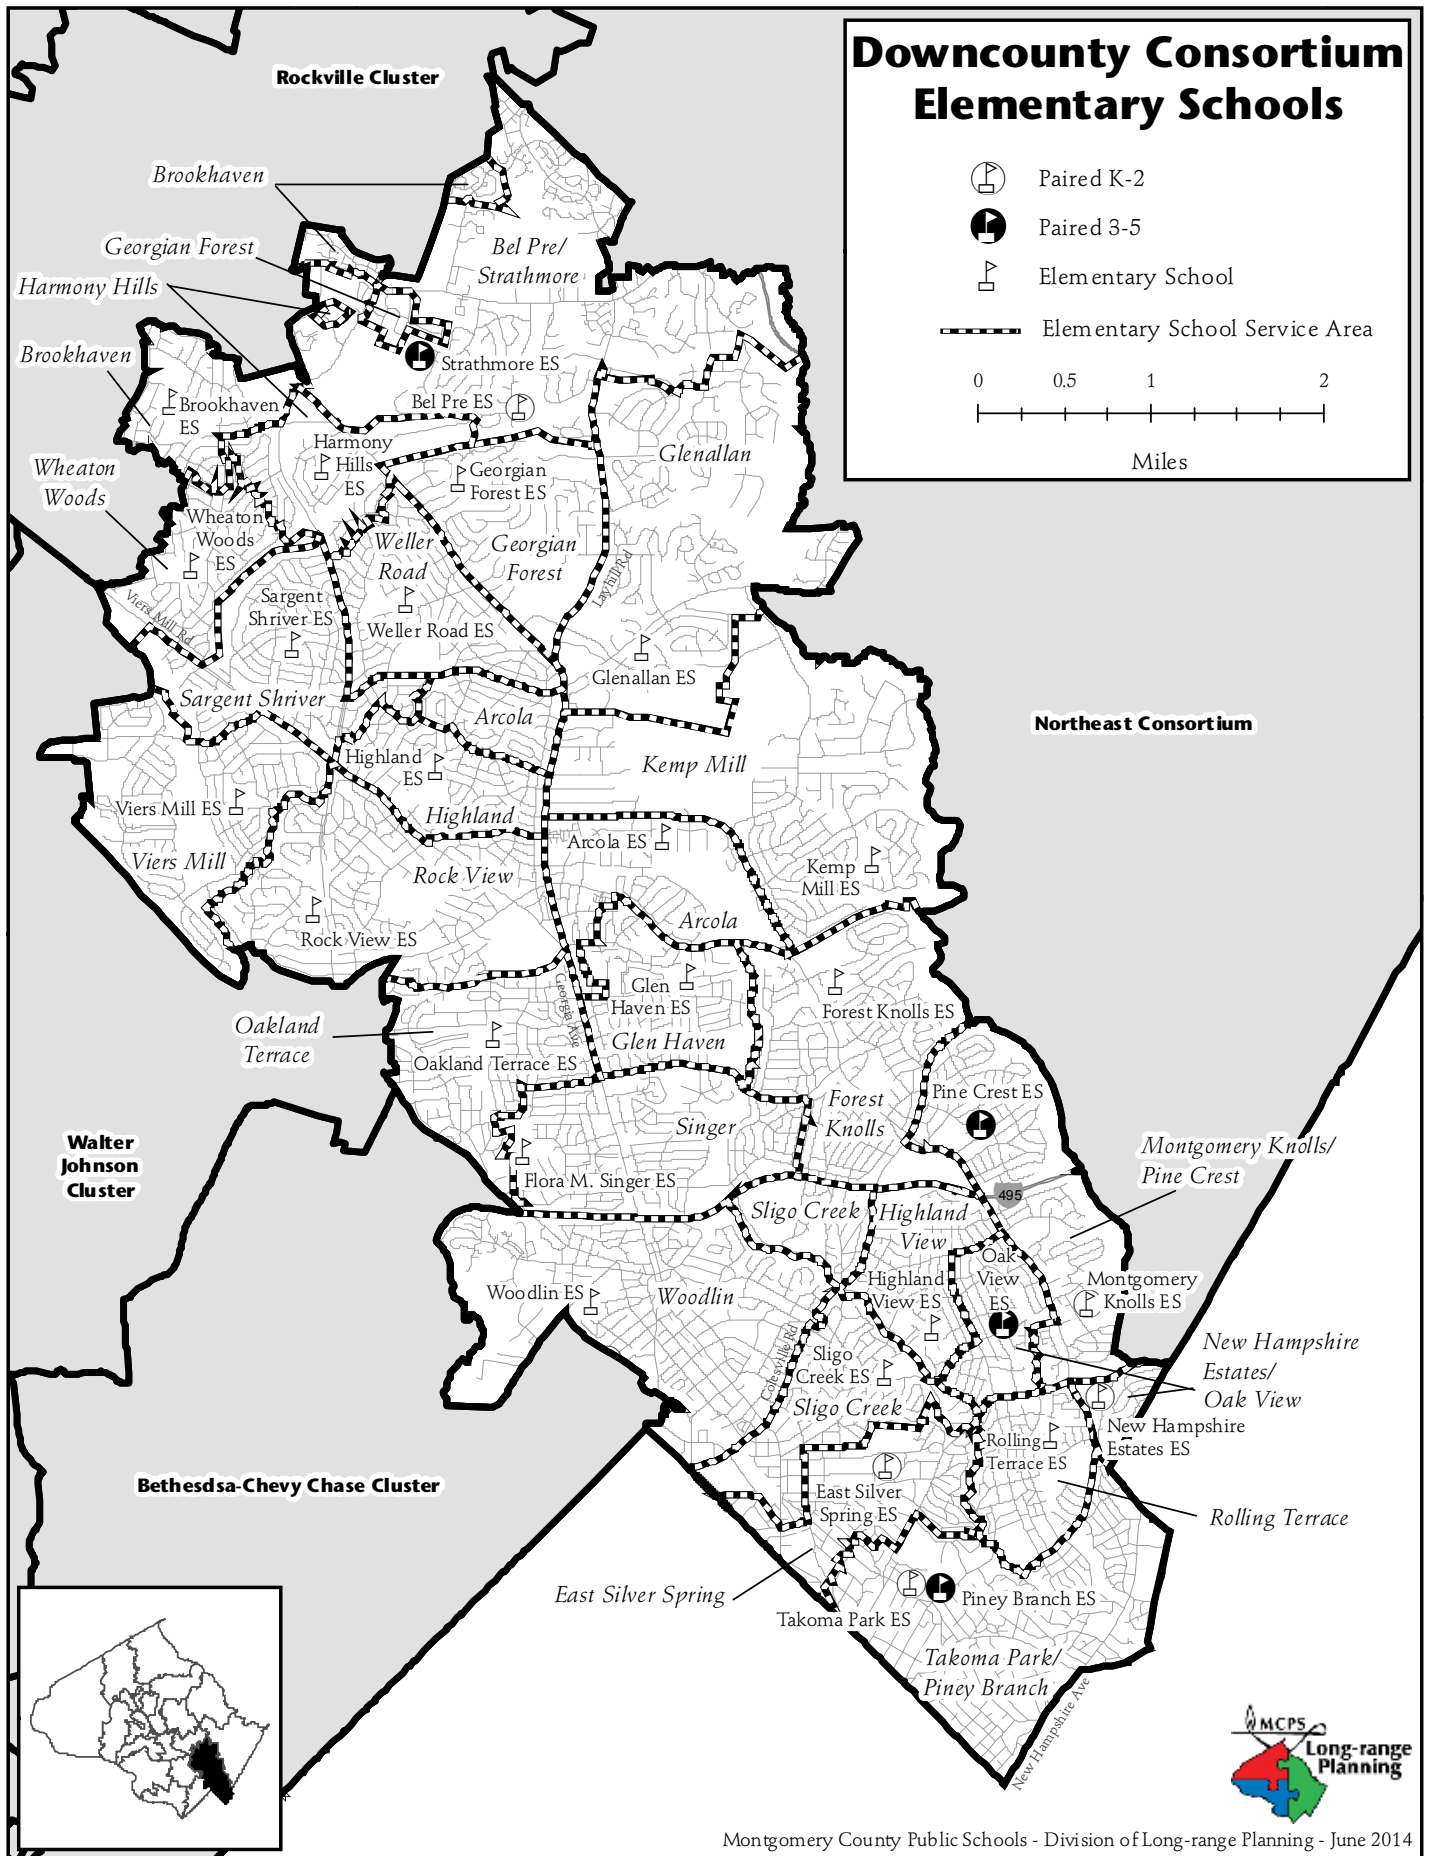 Downcounty Consortium
Elementary Schools
Paired K-2
Paired 3-5
Elementary School
Elementary School Service Area
0 0.5 1 2
Miles
Rockville Cluster
Brookhaven
Georgian Forest
Harmony Hills
Brookhaven
Bel Pre/
Strathmore
Strathmore ES
Bel Pre ES
Brookhaven
ES
Harmony
Hills
ES
Georgian
Forest ES
Glenallan
Wheaton
Woods
Wheaton
Woods
ES
Weller
Road
Georgian
Forest
Layhill Rd
Viers Mill Rd
Sargent
Shriver ES
Weller Road ES
Glenallan ES
Sargent Shriver
Arcola
Northeast Consortium
Highland
ES
Kemp Mill
Viers Mill ES
Highland
Arcola ES
Viers Mill
Rock View
Kemp
Mill ES
Rock View ES
Arcola
Glen
Haven ES
Forest Knolls ES
Georgia Ave
Oakland
Terrace
Oakland Terrace ES
Glen Haven
Pine Crest ES
Forest
Knolls
Singer
Walter
Johnson
Cluster
Montgomery Knolls/
Pine Crest
Flora M. Singer ES
495
Sligo Creek
Highland
View
Oak
View
ES
Woodlin ES
Woodlin
Highland
View ES
Montgomery
Knolls ES
Colesville Rd
Sligo
Creek ES
Sligo Creek
New Hampshire
Estates/
Oak View
New Hampshire
Estates ES
Rolling
Terrace ES
Bethesdsa-Chevy Chase Cluster
East Silver
Spring ES
Rolling Terrace
East Silver Spring
Takoma Park ES
Piney Branch ES
Takoma Park/
Piney Branch
New Hampshire Ave
MCPS
Long-range
Planning
Montgomery County Public Schools - Division of Long-range Planning - June 2014